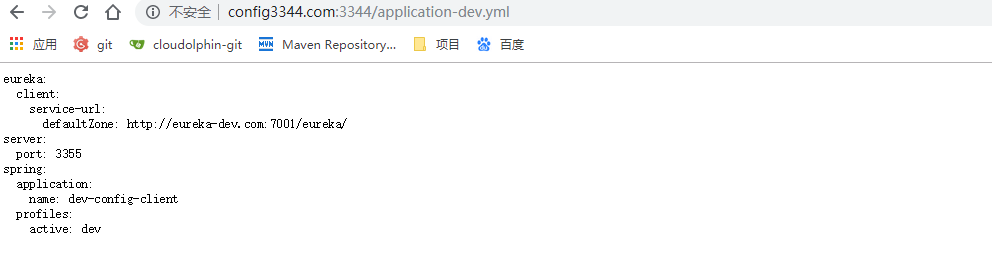 不安全 | config3344.com:3344/application-dev.yml
应用 git cloudolphin-git MVN Maven Repository... 项目 百度
eureka:
  client:
    service-url:
      defaultZone: http://eureka-dev.com:7001/eureka/
server:
  port: 3355
spring:
  application:
    name: dev-config-client
  profiles:
    active: dev